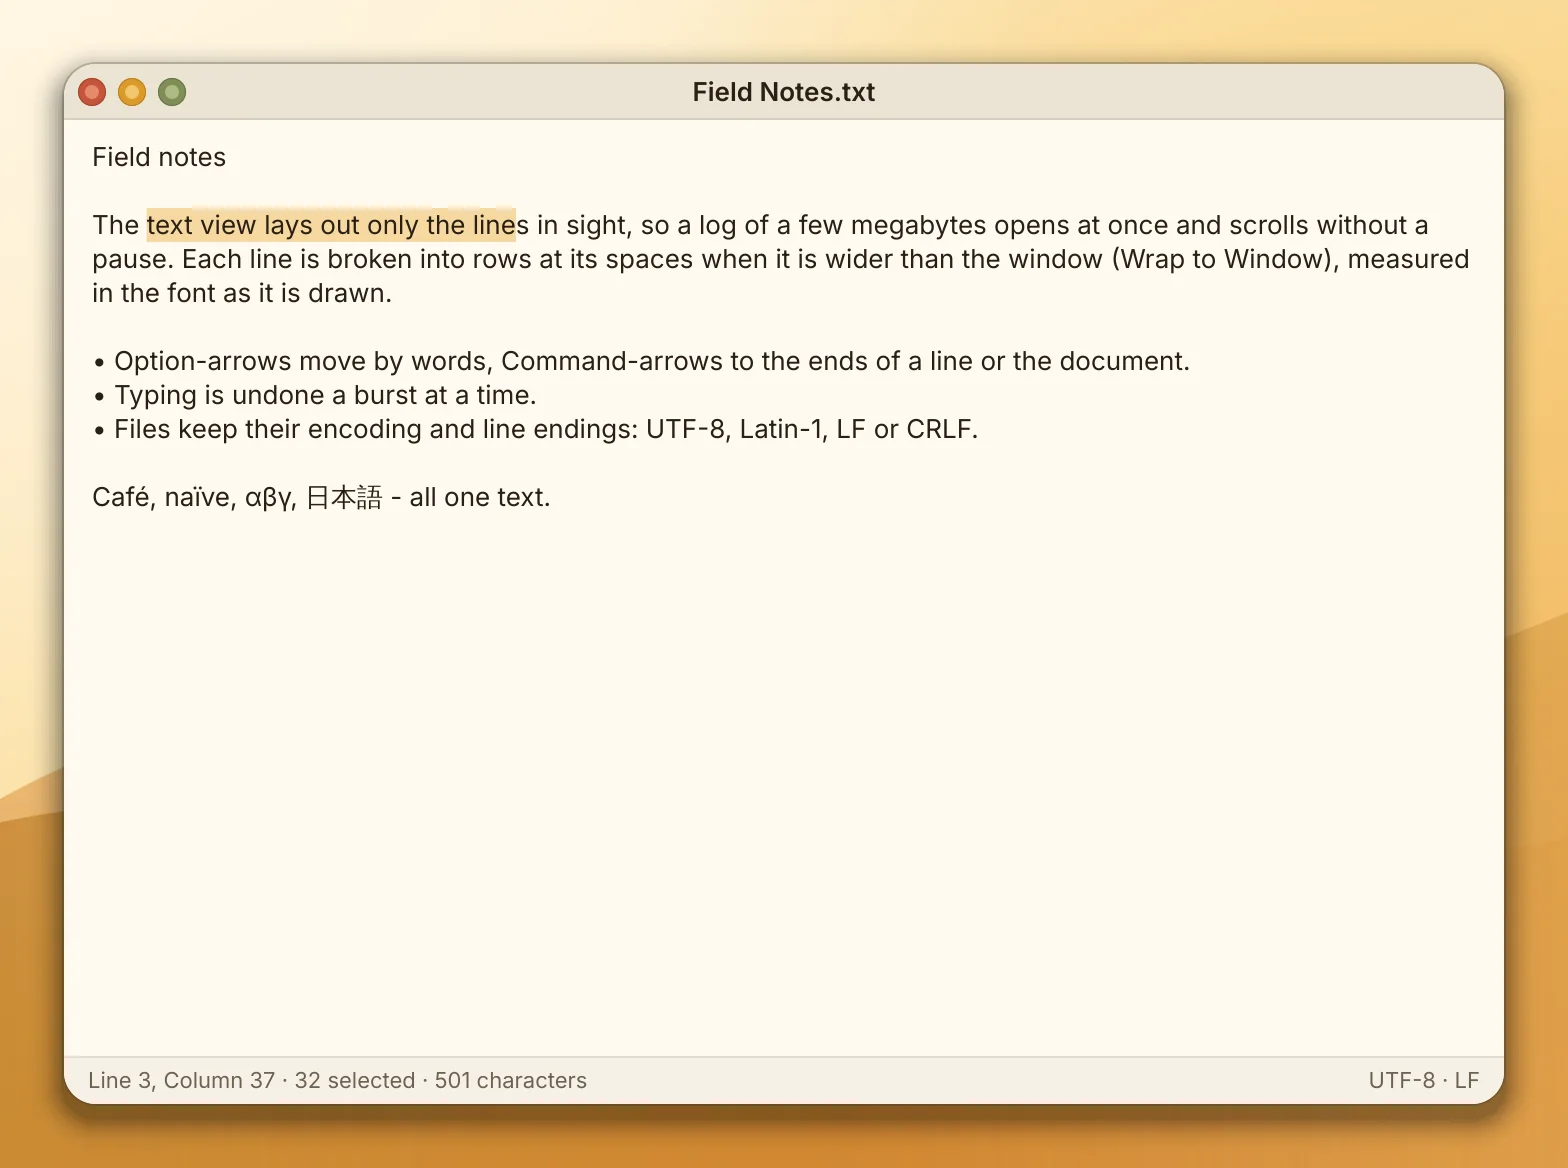 Field Notes.txt
Field notes
The text view lays out only the lines in sight, so a log of a few megabytes opens at once and scrolls without a
pause. Each line is broken into rows at its spaces when it is wider than the window (Wrap to Window), measured
in the font as it is drawn.
• Option-arrows move by words, Command-arrows to the ends of a line or the document.
• Typing is undone a burst at a time.
• Files keep their encoding and line endings: UTF-8, Latin-1, LF or CRLF.
Café, naïve, αβγ, 日本語 - all one text.
Line 3, Column 37 · 32 selected · 501 characters
UTF-8 · LF